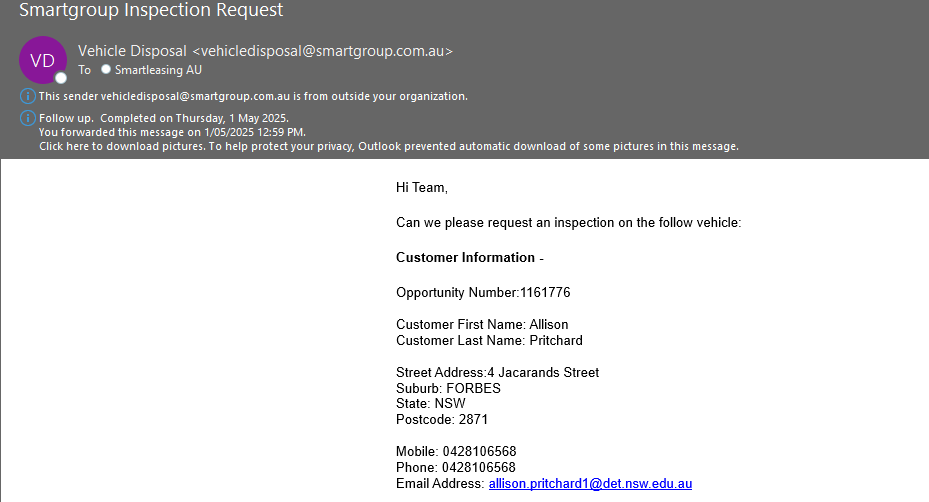 Smartgroup Inspection Request
VD
Vehicle Disposal <vehicledisposal@smartgroup.com.au>
To Smartleasing AU
This sender vehicledisposal@smartgroup.com.au is from outside your organization.
Follow up. Completed on Thursday, 1 May 2025.
You forwarded this message on 1/05/2025 12:59 PM.
Click here to download pictures. To help protect your privacy, Outlook prevented automatic download of some pictures in this message.
Hi Team,
Can we please request an inspection on the follow vehicle:
Customer Information -
Opportunity Number:1161776
Customer First Name: Allison
Customer Last Name: Pritchard
Street Address:4 Jacarands Street
Suburb: FORBES
State: NSW
Postcode: 2871
Mobile: 0428106568
Phone: 0428106568
Email Address: allison.pritchard1@det.nsw.edu.au